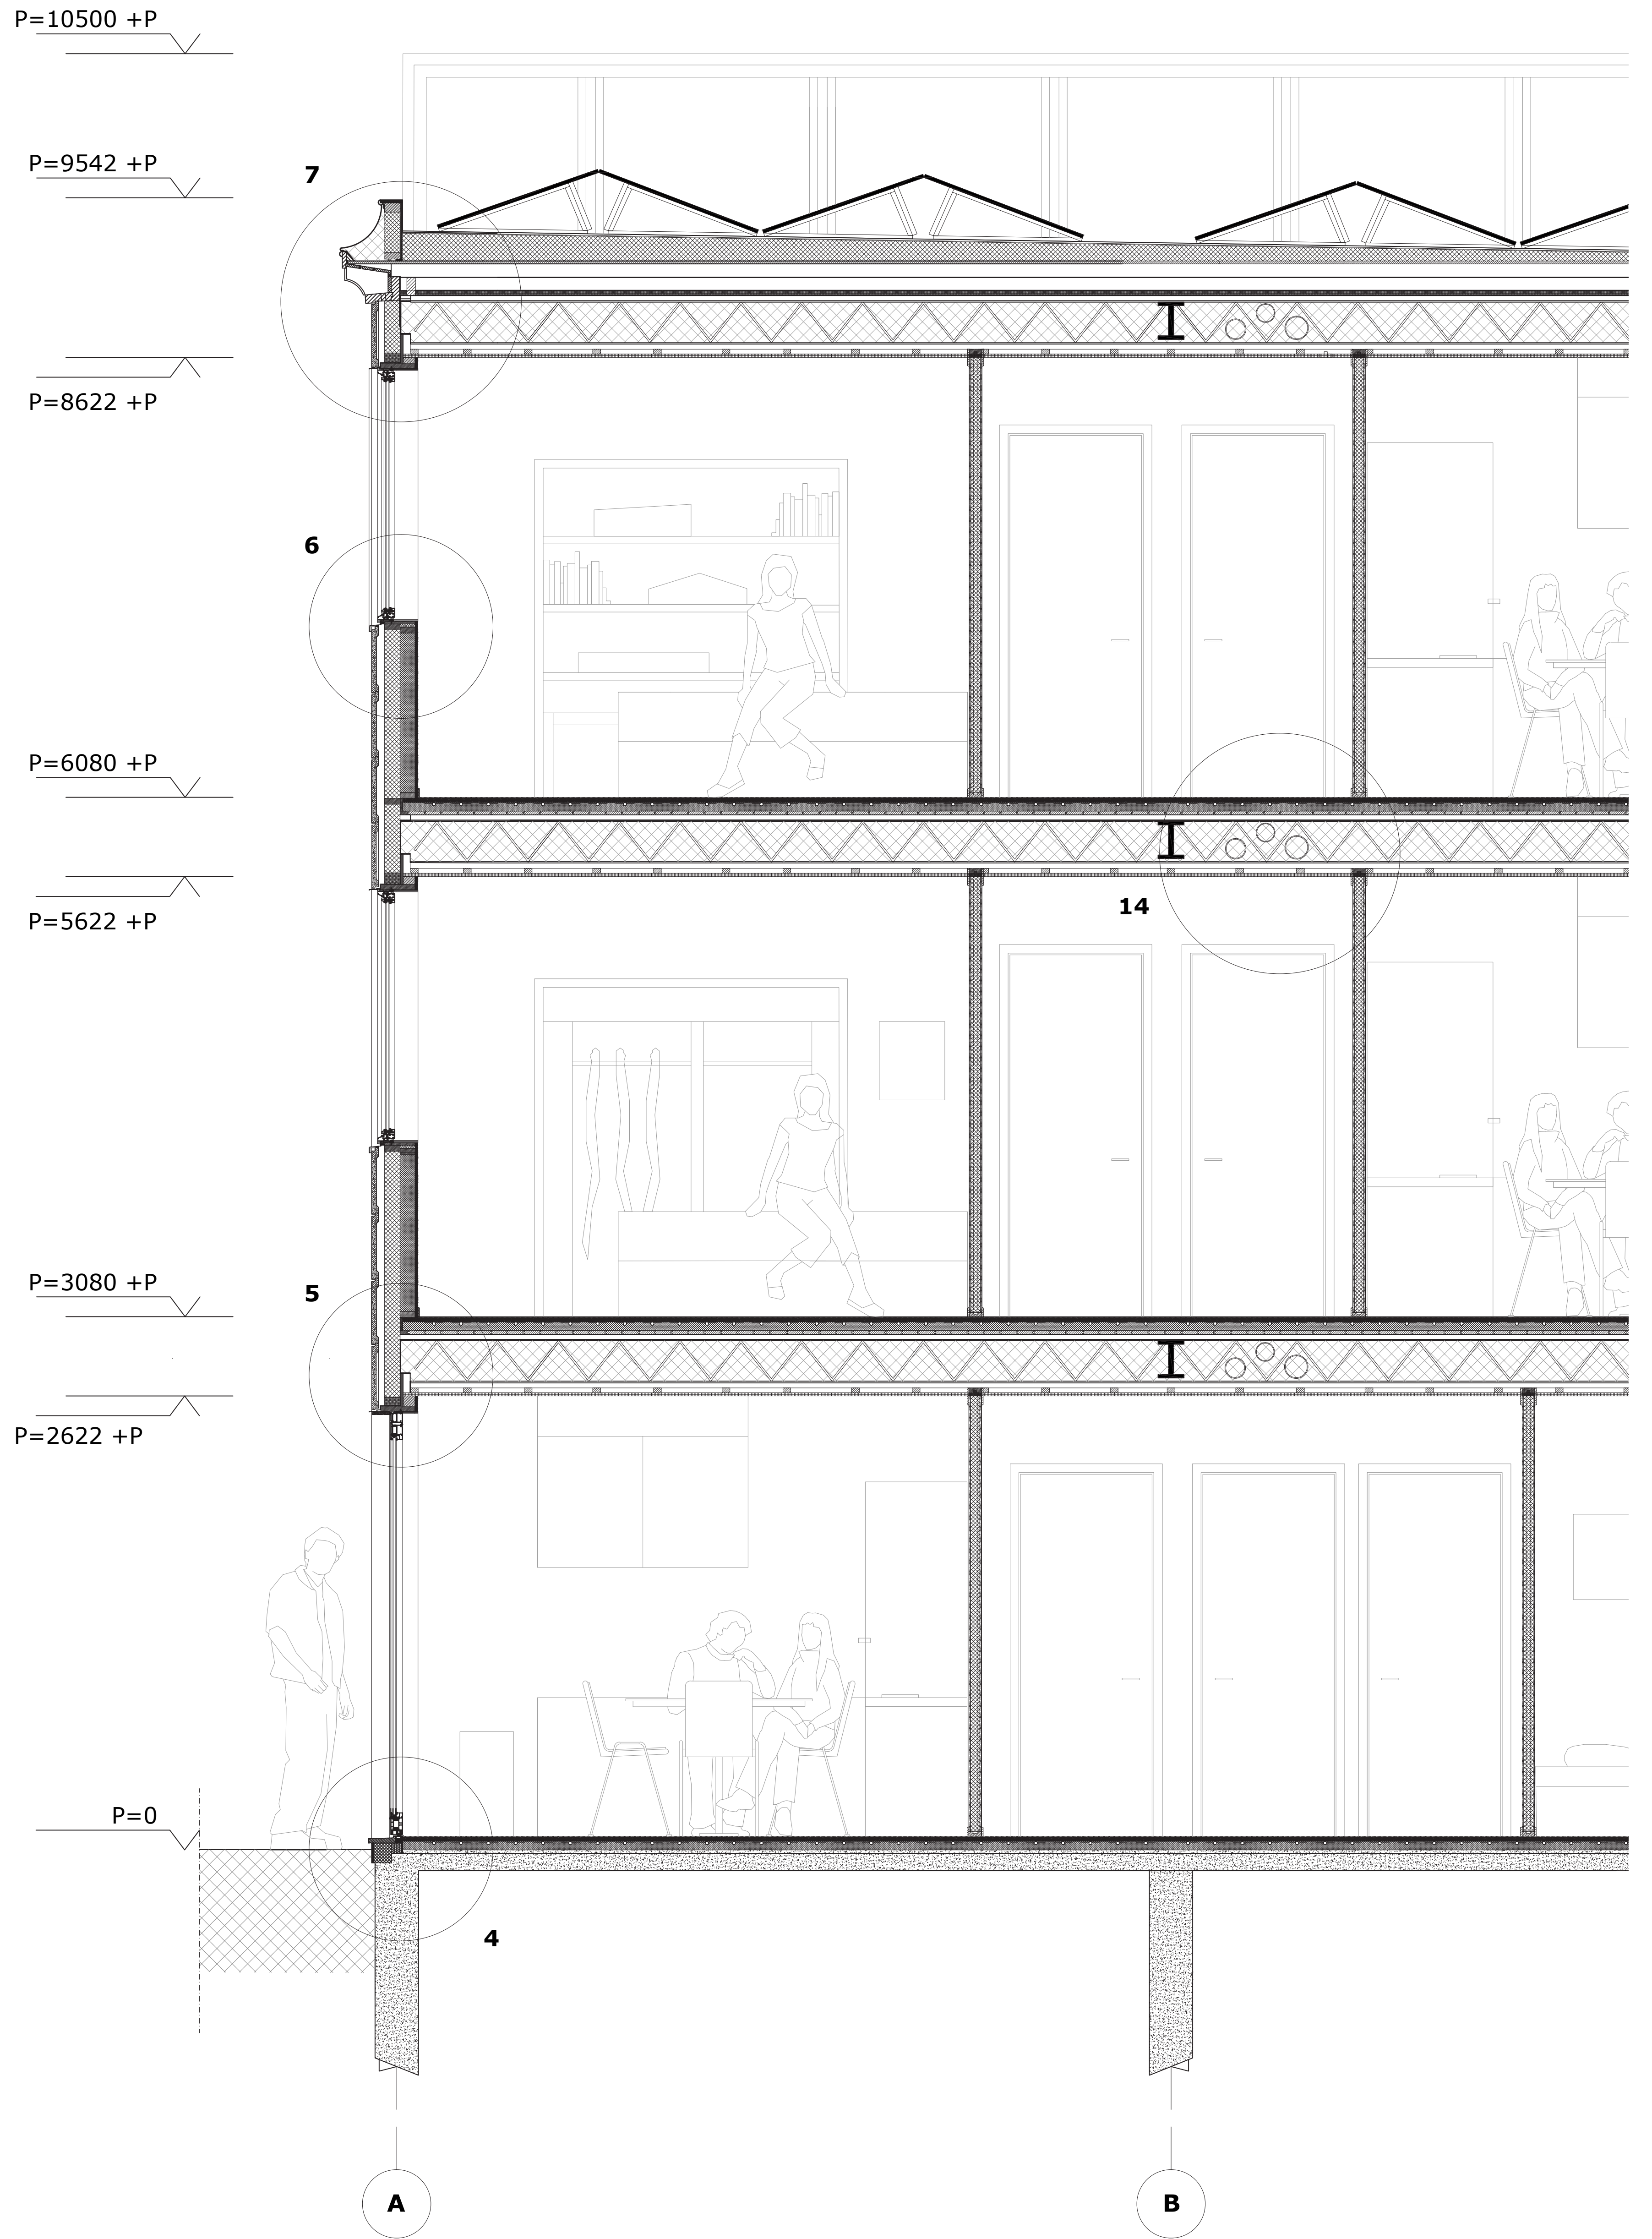 P=10500 +P
P=9542 +P
7
P=8622 +P
6
P=6080 +P
14
P=5622 +P
P=3080 +P
5
P=2622 +P
P=0
4
A
B